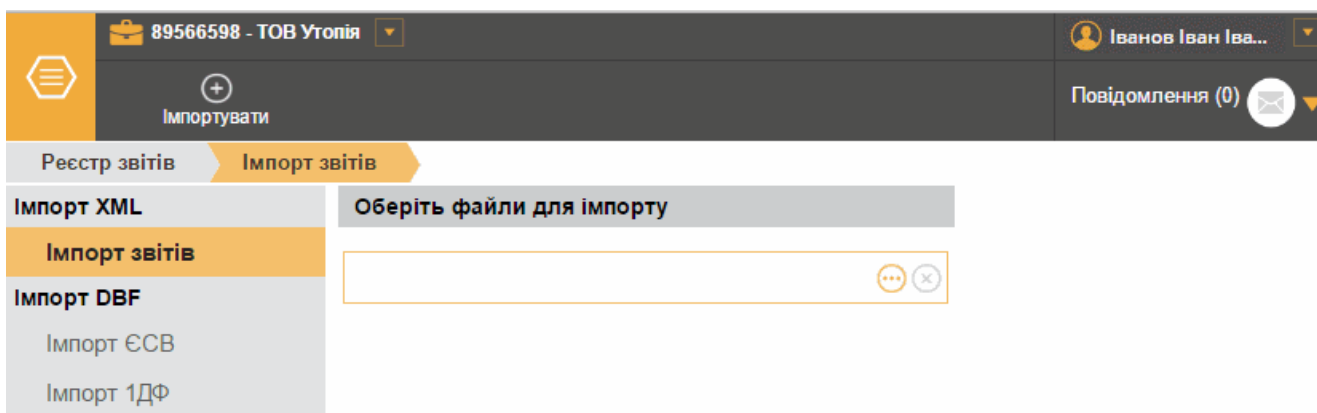 89566598 - ТОВ Утопія
Іванов Іван Іва...
Імпортувати
Повідомлення (0)
Реєстр звітів
Імпорт звітів
Імпорт XML
Оберіть файли для імпорту
Імпорт звітів
Імпорт DBF
Імпорт ЄСВ
Імпорт 1ДФ